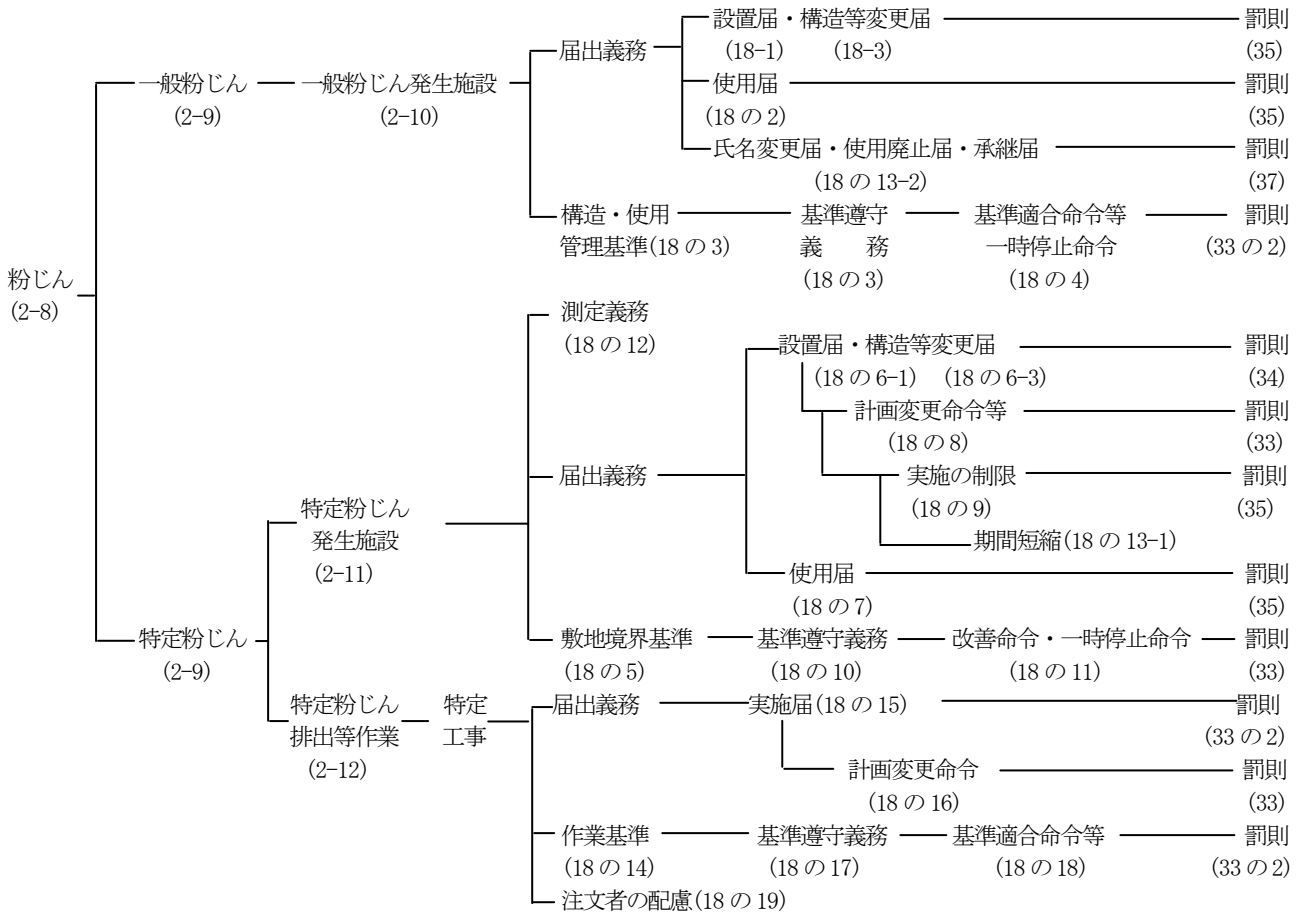 設置届・構造等変更届 罰則
届出義務 (18-1) (18-3) (35)
一般粉じん 一般粉じん発生施設 使用届 罰則
(2-9) (2-10) (18の2) (35)
氏名変更届・使用廃止届・承継届 罰則
(18の13-2) (37)
構造・使用 基準遵守 基準適合命令等 罰則
管理基準(18の3) 義　務 一時停止命令 (33の2)
(18の3) (18の4)
粉じん
(2-8)
測定義務
(18の12)
設置届・構造等変更届 罰則
(18の6-1) (18の6-3) (34)
計画変更命令等 罰則
(18の8) (33)
届出義務 実施の制限 罰則
(18の9) (35)
特定粉じん
発生施設 期間短縮(18の13-1)
(2-11) 使用届 罰則
(18の7) (35)
特定粉じん 敷地境界基準 基準遵守義務 改善命令・一時停止命令 罰則
(2-9) (18の5) (18の10) (18の11) (33)
特定粉じん 特定 届出義務 実施届(18の15) 罰則
排出等作業 工事 (33の2)
(2-12) 計画変更命令 罰則
(18の16) (33)
作業基準 基準遵守義務 基準適合命令等 罰則
(18の14) (18の17) (18の18) (33の2)
注文者の配慮(18の19)